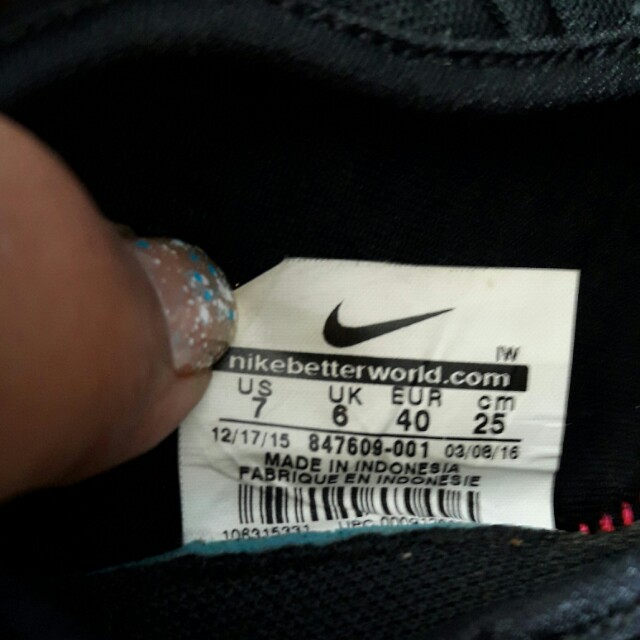 IW
nikebetterworld.com
US UK EUR cm
7 6 40 25
12/17/15 847609-001 03/08/16
MADE IN INDONESIA
FABRIQUE EN INDONESIE